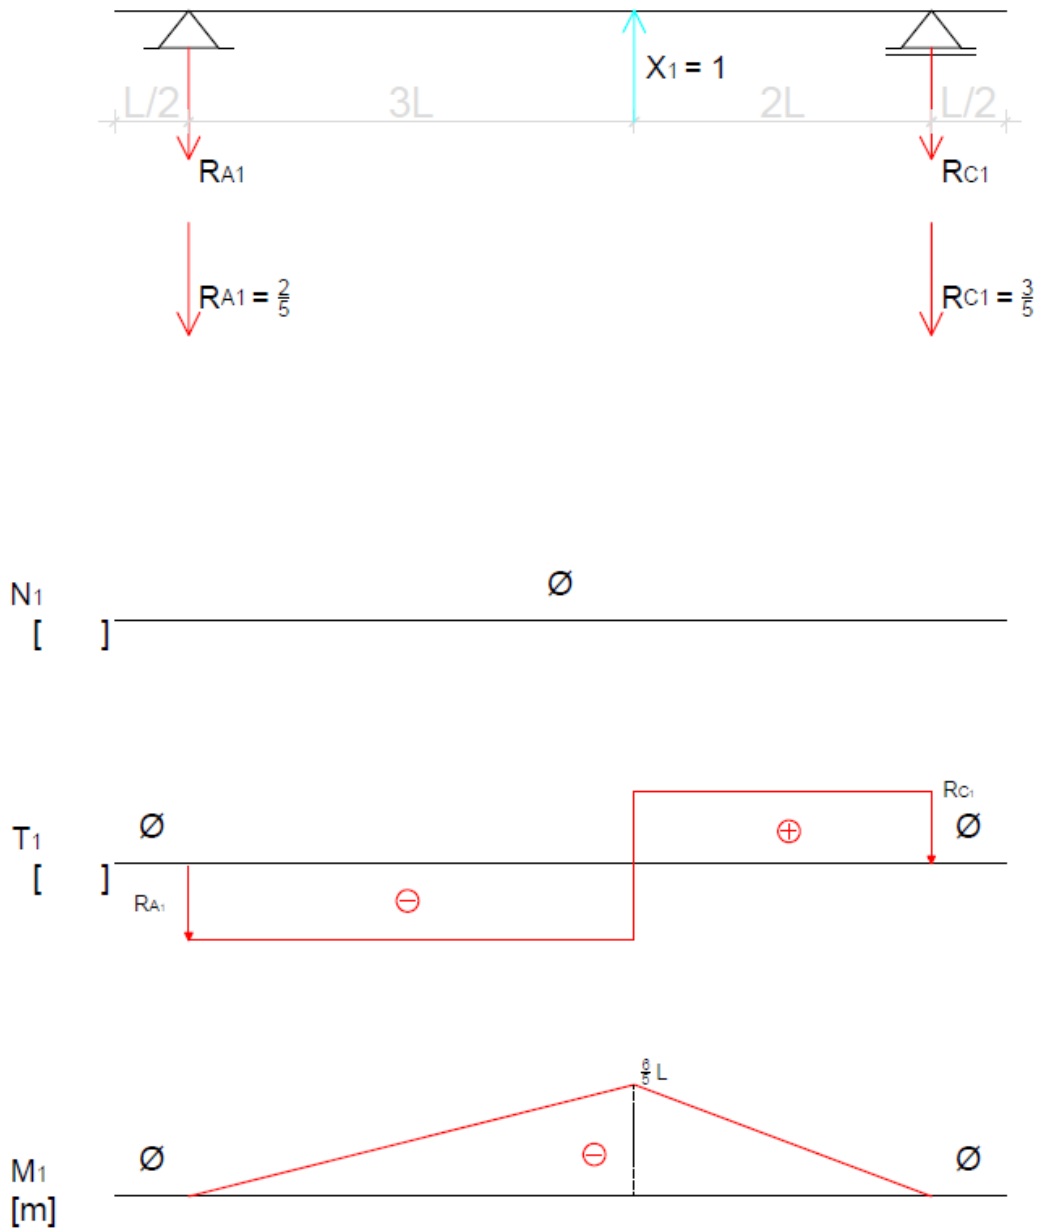 X1 = 1
L/2 3L 2L L/2
RA1 RC1
RA1 = 2/5 RC1 = 3/5
Ø
N1
[ ]
RC1
Ø + Ø
T1
[ ]
RA1 −
6/5 L
Ø − Ø
M1
[m]